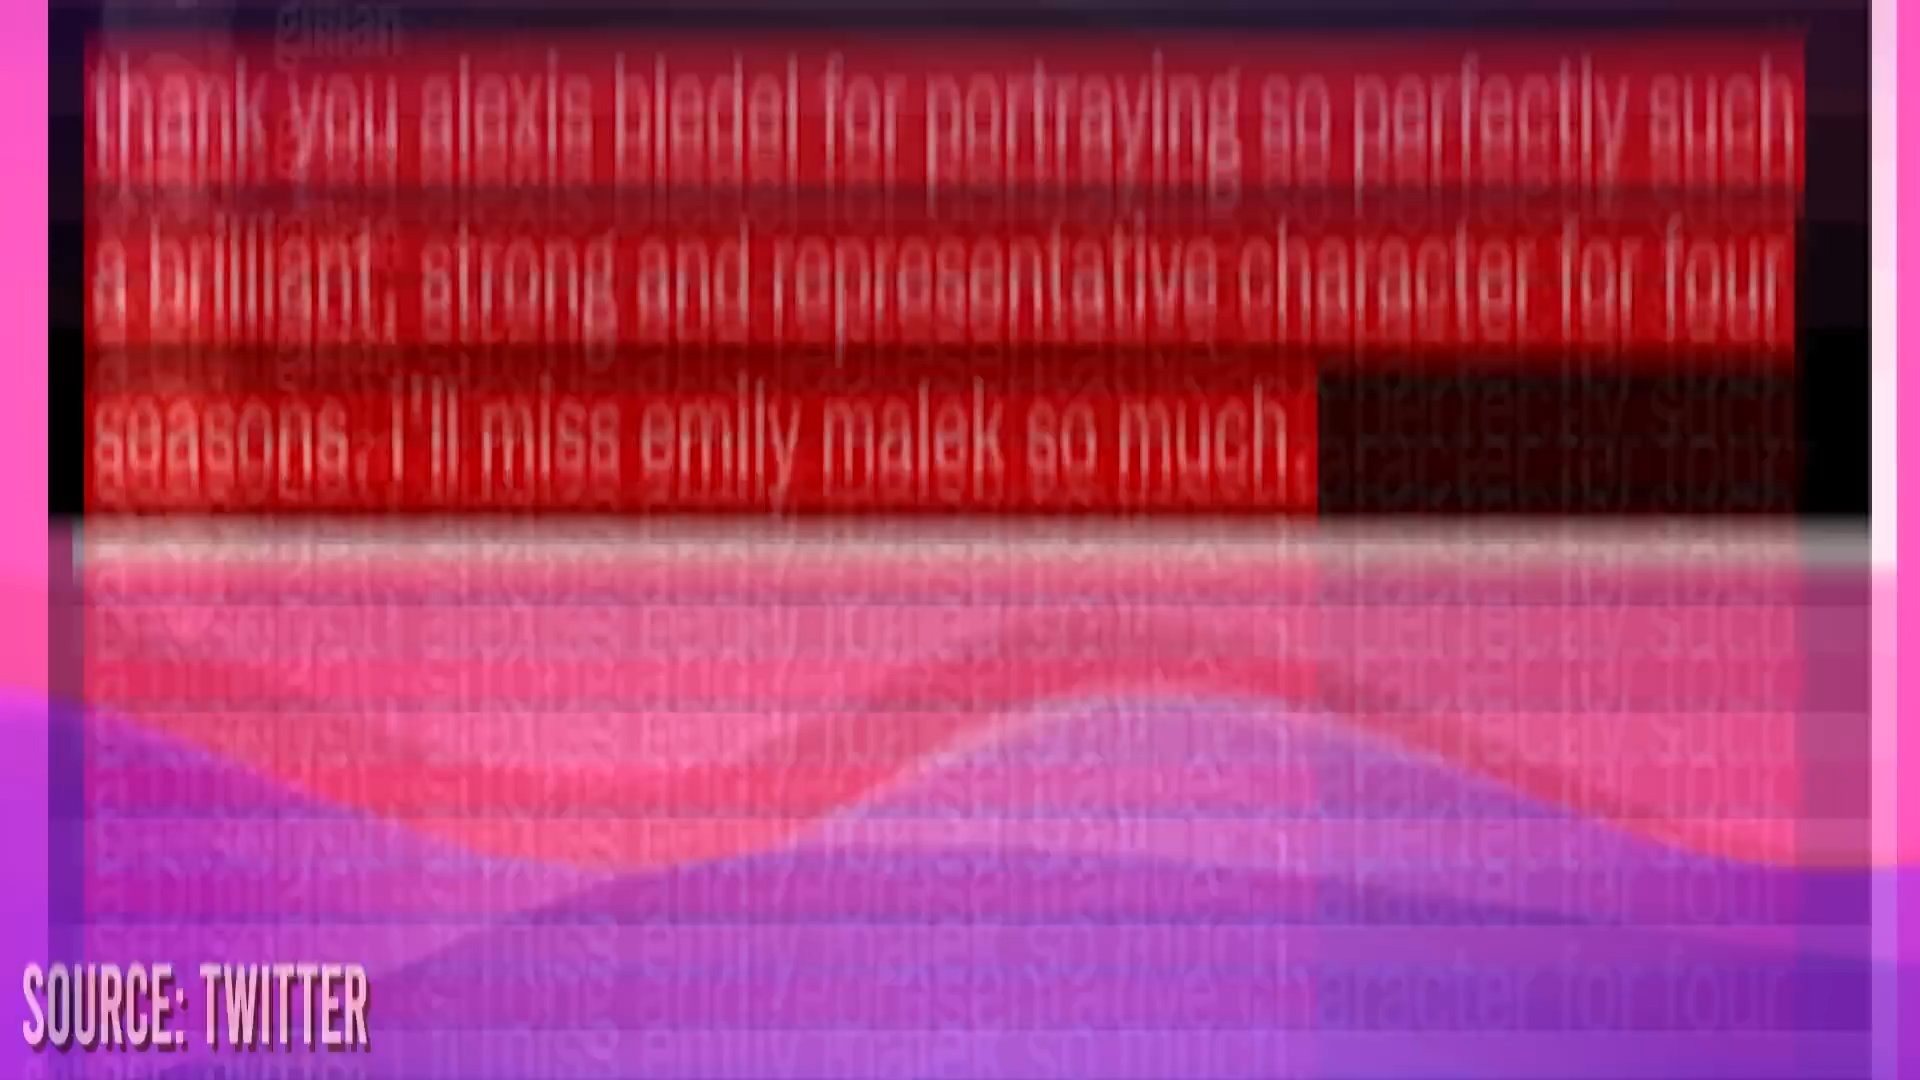 thank you alexis bledel for portraying so perfectly such
a brilliant, strong and representative character for four
seasons. i'll miss emily malek so much.
SOURCE: TWITTER